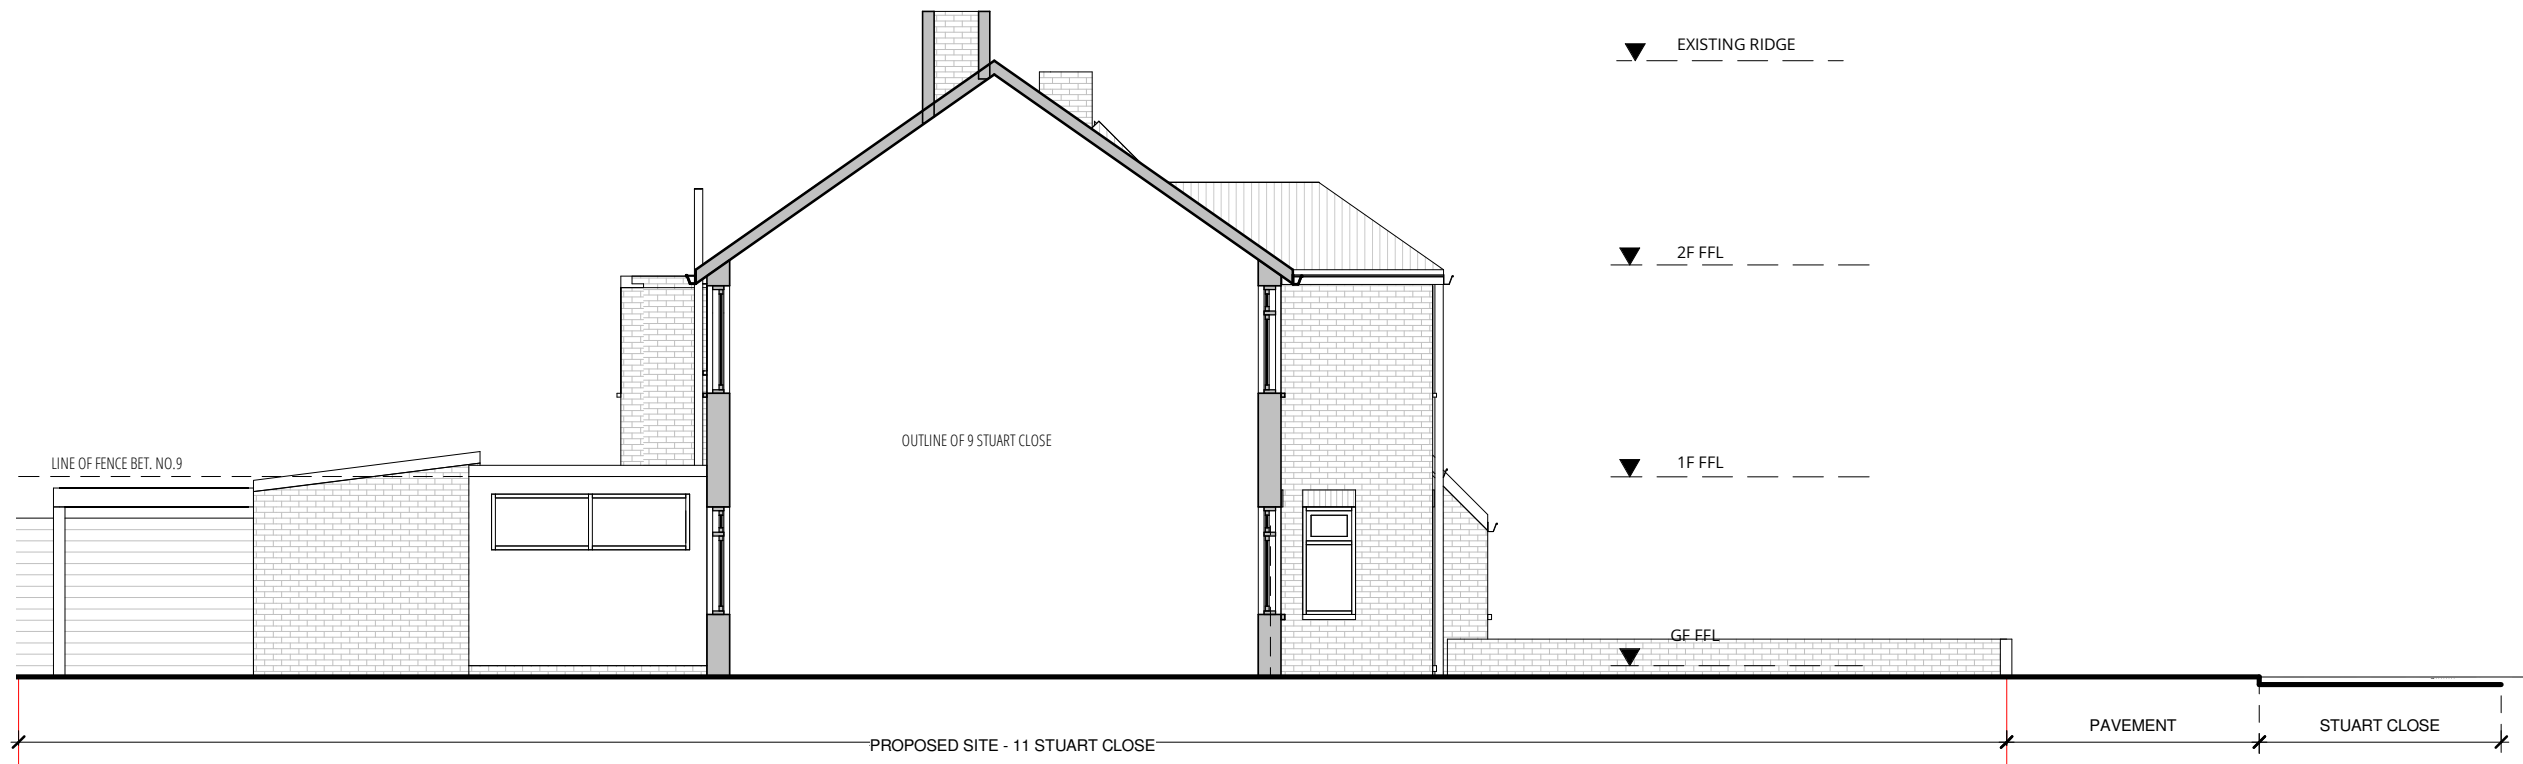 EXISTING RIDGE
2F FFL
OUTLINE OF 9 STUART CLOSE
LINE OF FENCE BET. NO.9
1F FFL
GF FFL
PROPOSED SITE - 11 STUART CLOSE
PAVEMENT
STUART CLOSE